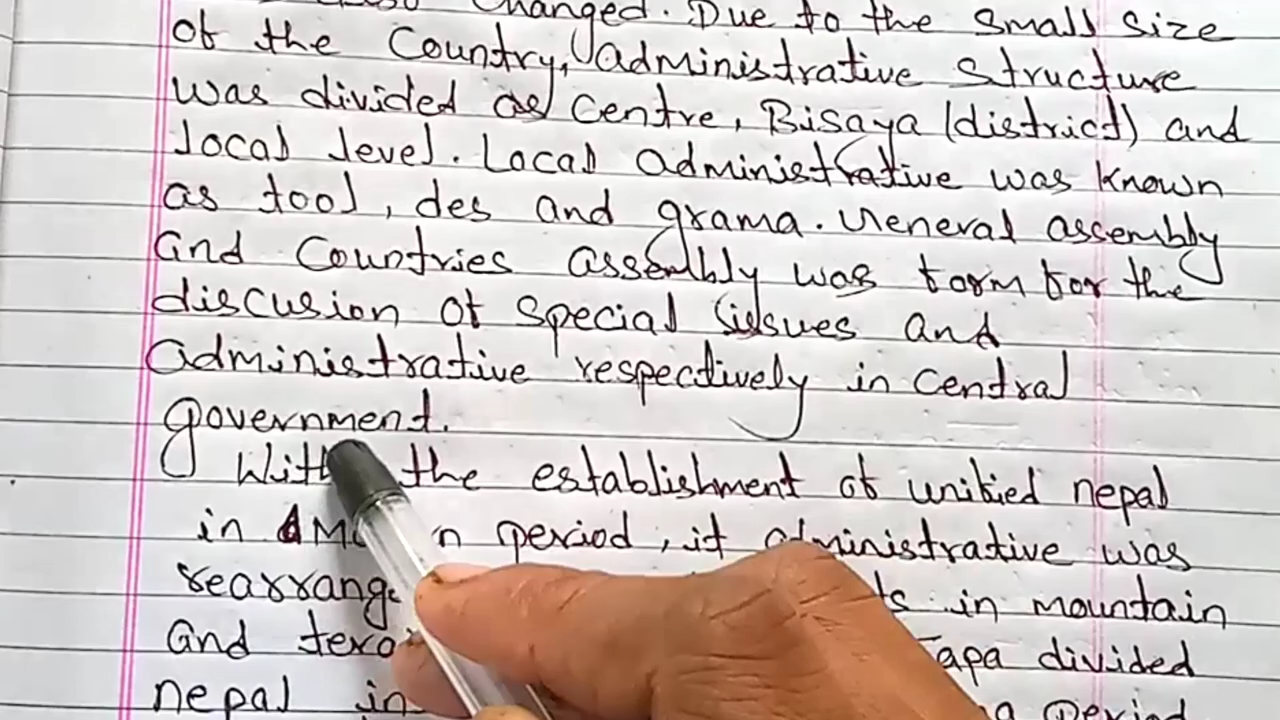 changed. Due to the small size
of the country, administrative structure
was divided as centre, Bisaya (district) and
local level. Local administrative was known
as tool, des and grama. General assembly
and countries assembly was form for the
discusion of special issues and
administrative respectively in central
government.
With the establishment of unified nepal
in period, it administrative was
in mountain
and divided
nepal in period